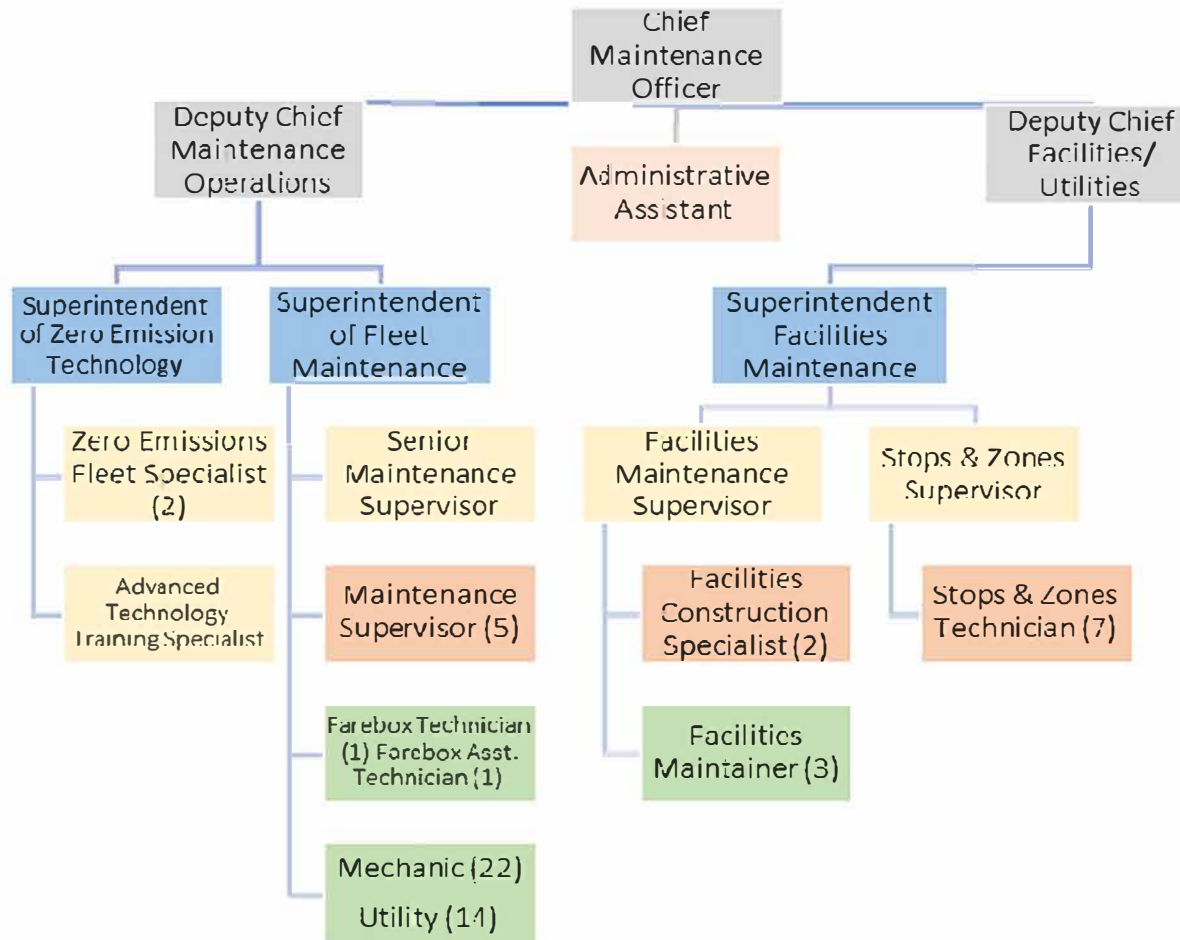 Chief
Maintenance
Officer
Deputy Chief
Maintenance
Operations
Administrative
Assistant
Deputy Chief
Facilities/
Utilities
Superintendent
of Zero Emission
Technology
Superintendent
of Fleet
Maintenance
Superintendent
Facilities
Maintenance
Zero Emissions
Fleet Specialist
(2)
Senior
Maintenance
Supervisor
Facilities
Maintenance
Supervisor
Stops & Zones
Supervisor
Advanced
Technology
Training Specialist
Maintenance
Supervisor (5)
Facilities
Construction
Specialist (2)
Stops & Zones
Technician (7)
Farebox Technician
(1) Farebox Asst.
Technician (1)
Facilities
Maintainer (3)
Mechanic (22)
Utility (14)